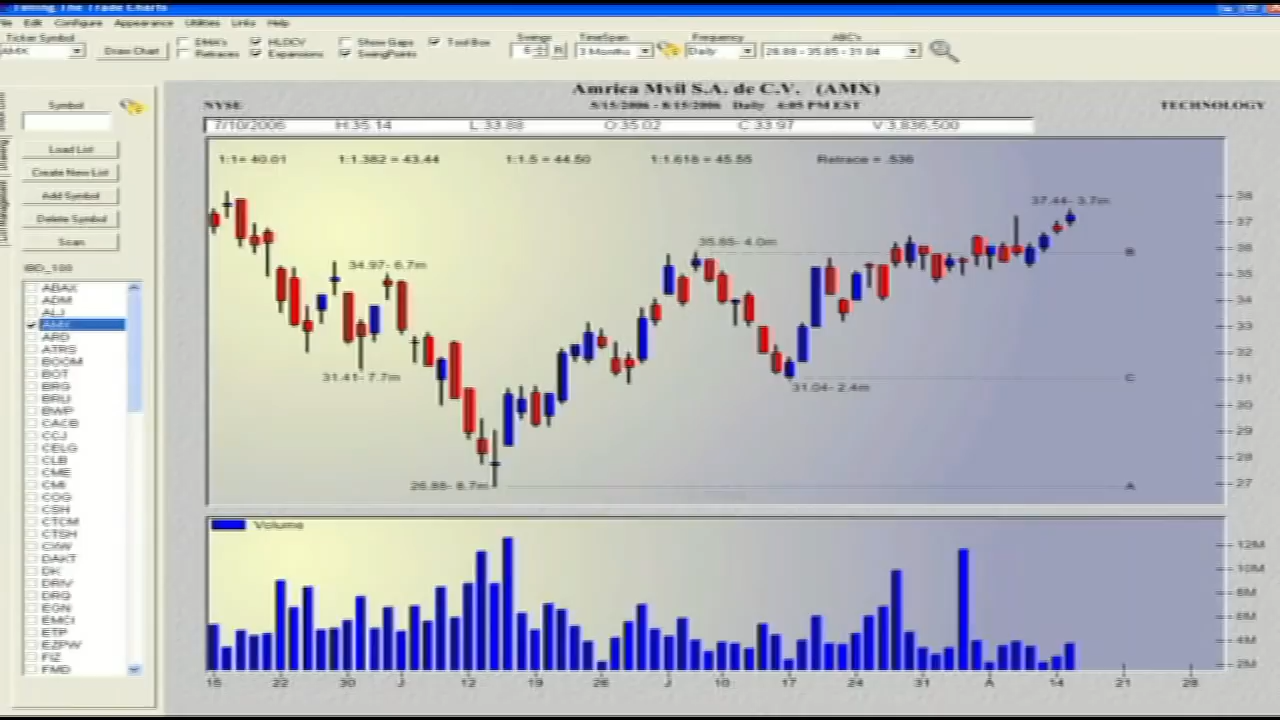 Timing The Trade Charts
File Edit Configure Appearance Utilities Links Help
Ticker Symbol
AMX
Draw Chart
EMA's
HLOCV
Show Gaps
Tool Box
Retraces
Expansions
SwingPoints
Swings
6
R
TimeSpan
3 Months
Frequency
Daily
ABC's
26.88 - 35.85 - 31.04
Symbol
Load List
Create New List
Add Symbol
Delete Symbol
Scan
IBD_100
ABAX
ADM
ALJ
AMX
ARD
ATRS
BOOM
BOT
BRG
BRLI
BWP
CACB
CCJ
CELG
CLB
CME
CMI
COG
CSH
CTCM
CTSH
CXW
DAKT
DK
DRIV
DRQ
EGN
EMCI
ETP
EZPW
FIZ
FMD
Amrica Mvil S.A. de C.V. (AMX)
NYSE
5/15/2006 - 8/15/2006 Daily 4:05 PM EST
TECHNOLOGY
7/10/2006 H:35.14 L:33.88 O:35.02 C:33.97 V:3,836,500
1:1= 40.01 1:1.382 = 43.44 1:1.5 = 44.50 1:1.618 = 45.55 Retrace = .536
37.44- 3.7m
35.85- 4.0m
34.97- 6.7m
31.41- 7.7m
31.04- 2.4m
26.88- 8.7m
B
C
A
38
37
36
35
34
33
32
31
30
29
28
27
Volume
12M
10M
8M
6M
4M
2M
15 22 30 J 12 19 26 J 10 17 24 31 A 14 21 28